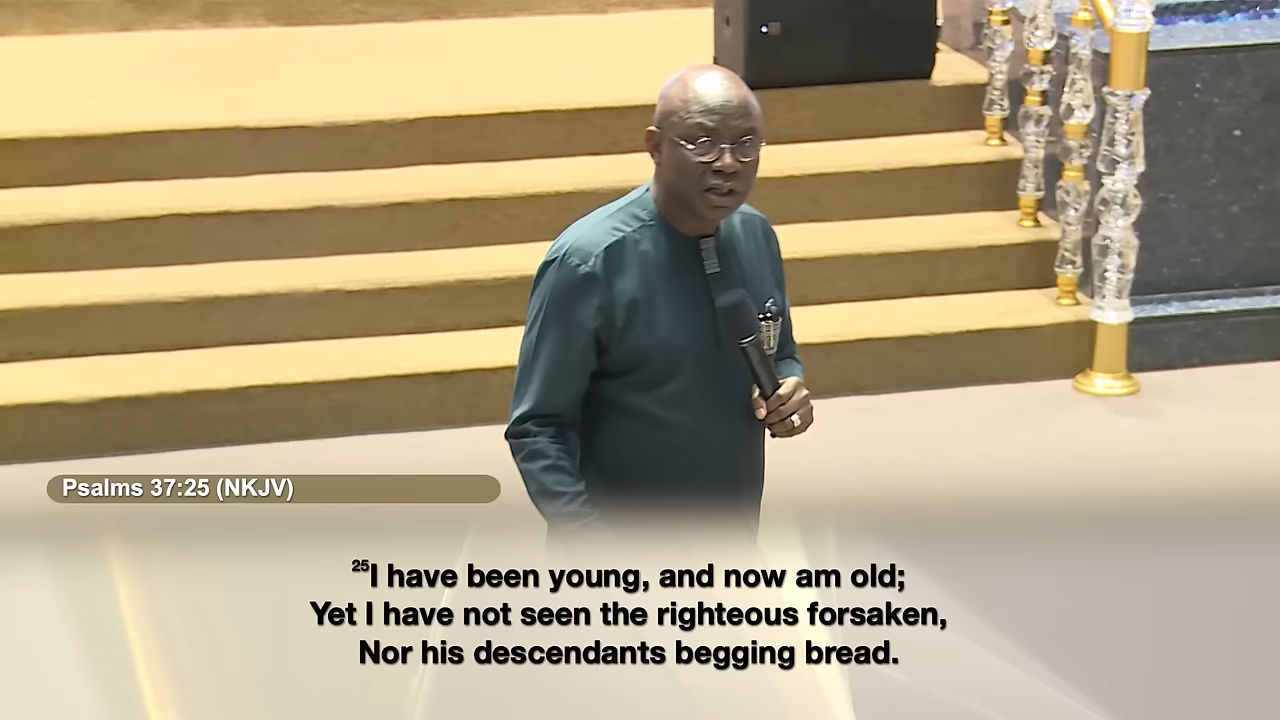 Psalms 37:25 (NKJV)
25I have been young, and now am old;
Yet I have not seen the righteous forsaken,
Nor his descendants begging bread.